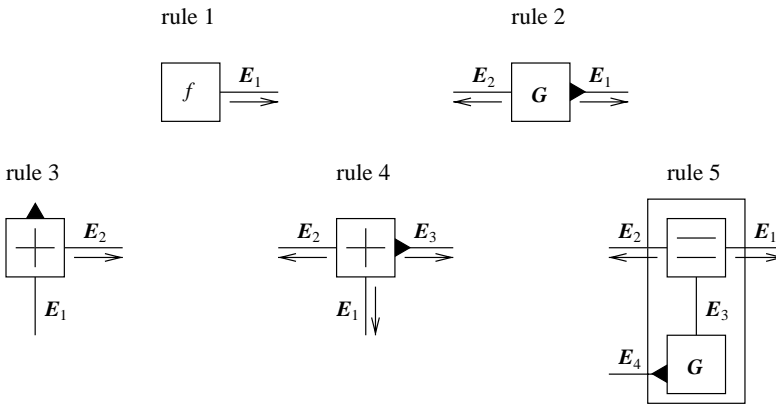 rule 1
rule 2
f
E₁
E₂
G
E₁
rule 3
rule 4
rule 5
+
E₂
E₁
E₂
+
E₃
E₁
E₂
=
E₁
E₃
E₄
G